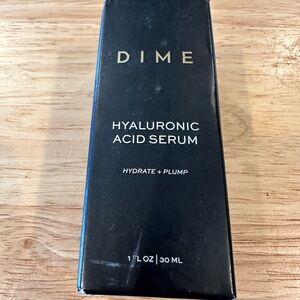 DIME
HYALURONIC
ACID SERUM
HYDRATE + PLUMP
1 FL OZ | 30 ML